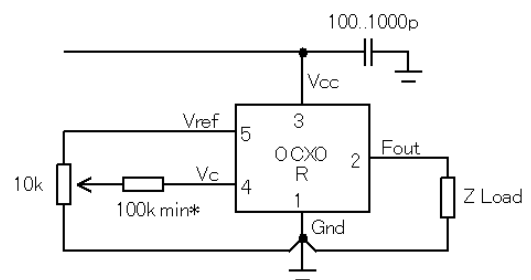 100..1000p
Vcc
Vref
5
3
OCXO
R
2
Fout
10k
Vc
4
100k min*
1
Gnd
Z Load